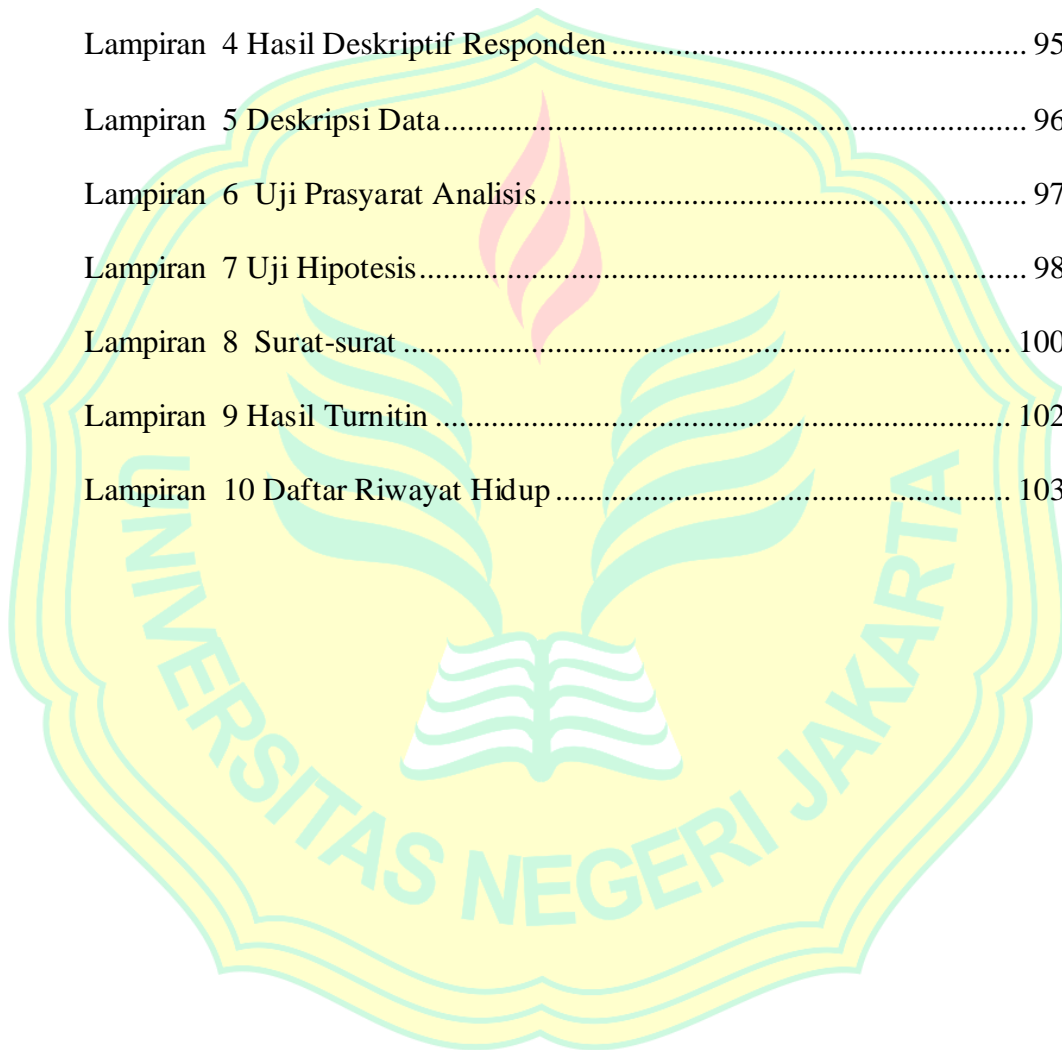 Lampiran 4 Hasil Deskriptif Responden ........................................................ 95
Lampiran 5 Deskripsi Data ........................................................ 96
Lampiran 6 Uji Prasyarat Analisis ........................................................ 97
Lampiran 7 Uji Hipotesis ........................................................ 98
Lampiran 8 Surat-surat ........................................................ 100
Lampiran 9 Hasil Turnitin ........................................................ 102
Lampiran 10 Daftar Riwayat Hidup ........................................................ 103
UNIVERSITAS NEGERI JAKARTA